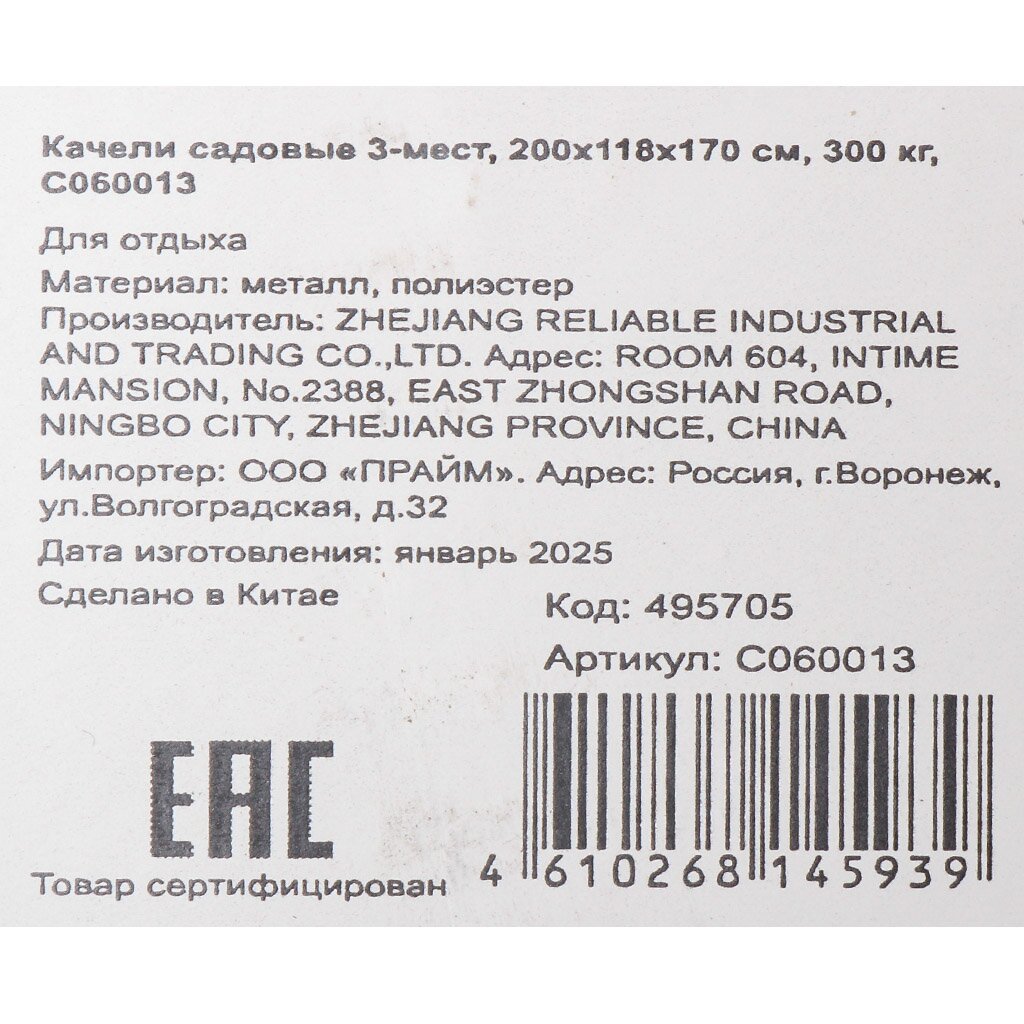 Качели садовые 3-мест, 200х118х170 см, 300 кг,
С060013
Для отдыха
Материал: металл, полиэстер
Производитель: ZHEJIANG RELIABLE INDUSTRIAL
AND TRADING CO.,LTD. Адрес: ROOM 604, INTIME
MANSION, No.2388, EAST ZHONGSHAN ROAD,
NINGBO CITY, ZHEJIANG PROVINCE, CHINA
Импортер: ООО «ПРАЙМ». Адрес: Россия, г.Воронеж,
ул.Волгоградская, д.32
Дата изготовления: январь 2025
Сделано в Китае
Код: 495705
Артикул: С060013
EAC
Товар сертифицирован
4 610268 145939